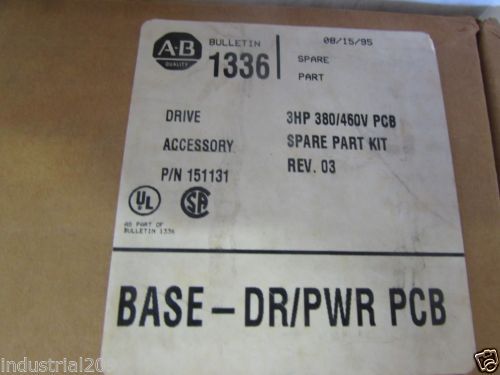 A-B
QUALITY
BULLETIN
1336
08/15/95
SPARE
PART
DRIVE
3HP 380/460V PCB
ACCESSORY
SPARE PART KIT
P/N 151131
REV. 03
UL
SA
AS PART OF
BULLETIN 1336
BASE - DR/PWR PCB